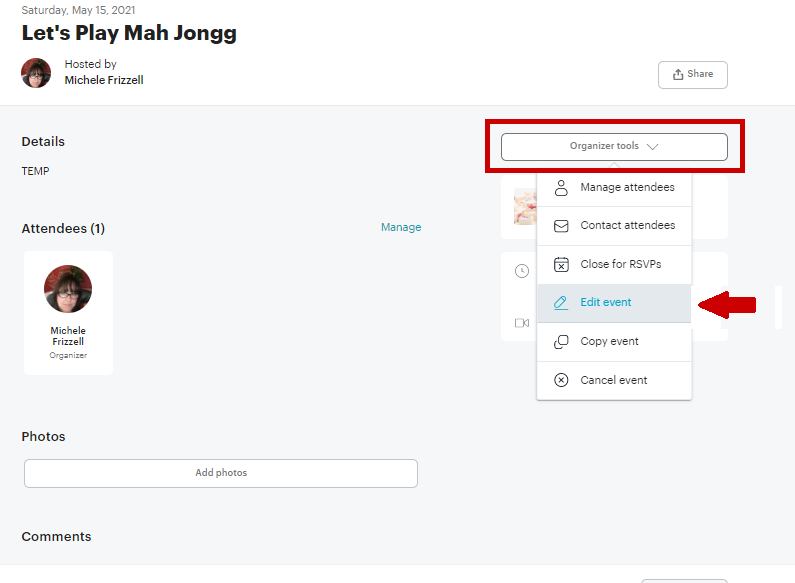 Saturday, May 15, 2021
Let's Play Mah Jongg
Hosted by
Michele Frizzell
Share
Details
TEMP
Organizer tools
Manage attendees
Contact attendees
Close for RSVPs
Edit event
Copy event
Cancel event
Attendees (1)
Manage
Michele
Frizzell
Organizer
Photos
Add photos
Comments